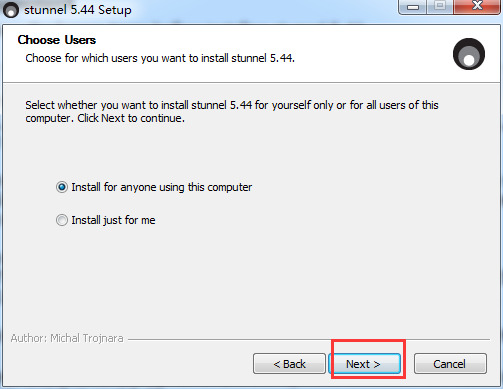 stunnel 5.44 Setup
Choose Users
Choose for which users you want to install stunnel 5.44.
Select whether you want to install stunnel 5.44 for yourself only or for all users of this
computer. Click Next to continue.
Install for anyone using this computer
Install just for me
Author: Michal Trojnara
< Back Next > Cancel